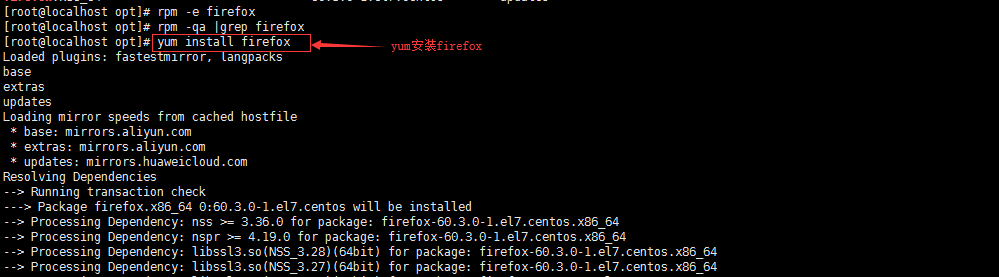 [root@localhost opt]# rpm -e firefox
[root@localhost opt]# rpm -qa |grep firefox
[root@localhost opt]# yum install firefox yum安装firefox
Loaded plugins: fastestmirror, langpacks
base
extras
updates
Loading mirror speeds from cached hostfile
 * base: mirrors.aliyun.com
 * extras: mirrors.aliyun.com
 * updates: mirrors.huaweicloud.com
Resolving Dependencies
--> Running transaction check
---> Package firefox.x86_64 0:60.3.0-1.el7.centos will be installed
--> Processing Dependency: nss >= 3.36.0 for package: firefox-60.3.0-1.el7.centos.x86_64
--> Processing Dependency: nspr >= 4.19.0 for package: firefox-60.3.0-1.el7.centos.x86_64
--> Processing Dependency: libssl3.so(NSS_3.28)(64bit) for package: firefox-60.3.0-1.el7.centos.x86_64
--> Processing Dependency: libssl3.so(NSS_3.27)(64bit) for package: firefox-60.3.0-1.el7.centos.x86_64